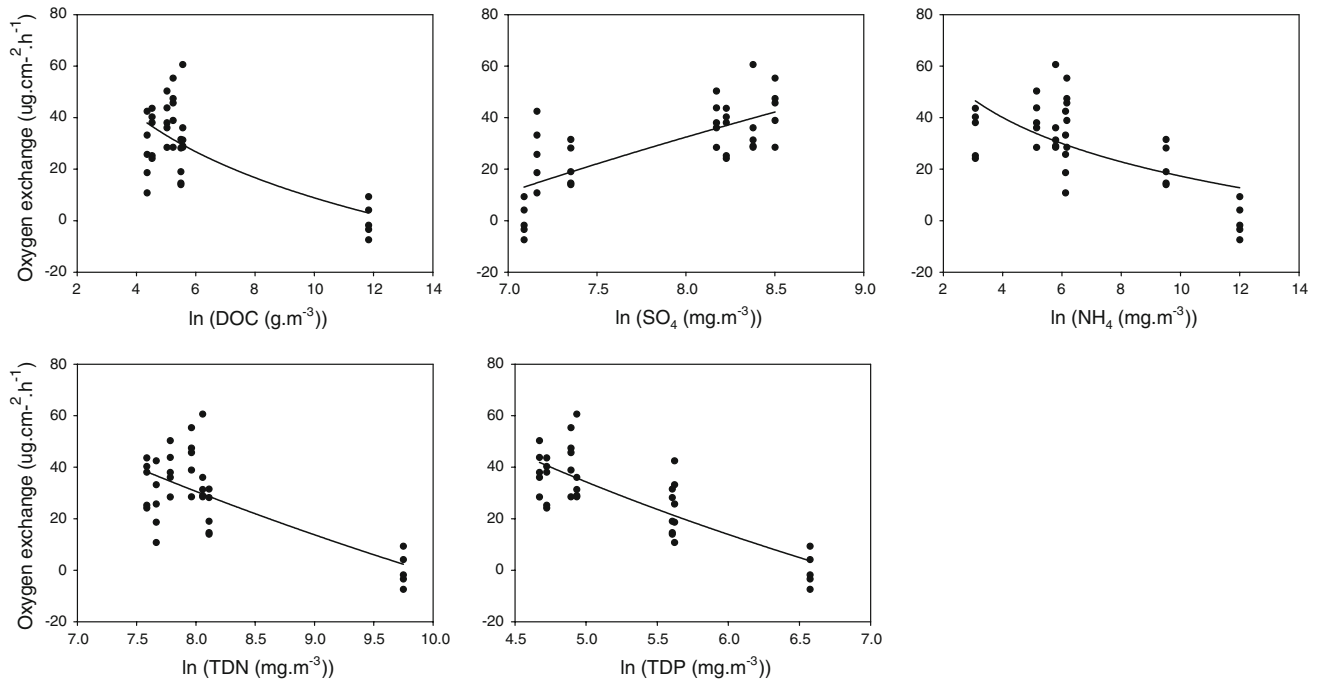 Oxygen exchange (ug.cm-².h⁻¹)
80
60
40
20
0
-20
2 4 6 8 10 12 14
ln (DOC (g.m⁻³))
80
60
40
20
0
-20
7.0 7.5 8.0 8.5 9.0
ln (SO₄ (mg.m⁻³))
80
60
40
20
0
-20
2 4 6 8 10 12 14
ln (NH₄ (mg.m⁻³))
Oxygen exchange (ug.cm-².h⁻¹)
80
60
40
20
0
-20
7.0 7.5 8.0 8.5 9.0 9.5 10.0
ln (TDN (mg.m⁻³))
80
60
40
20
0
-20
4.5 5.0 5.5 6.0 6.5 7.0
ln (TDP (mg.m⁻³))